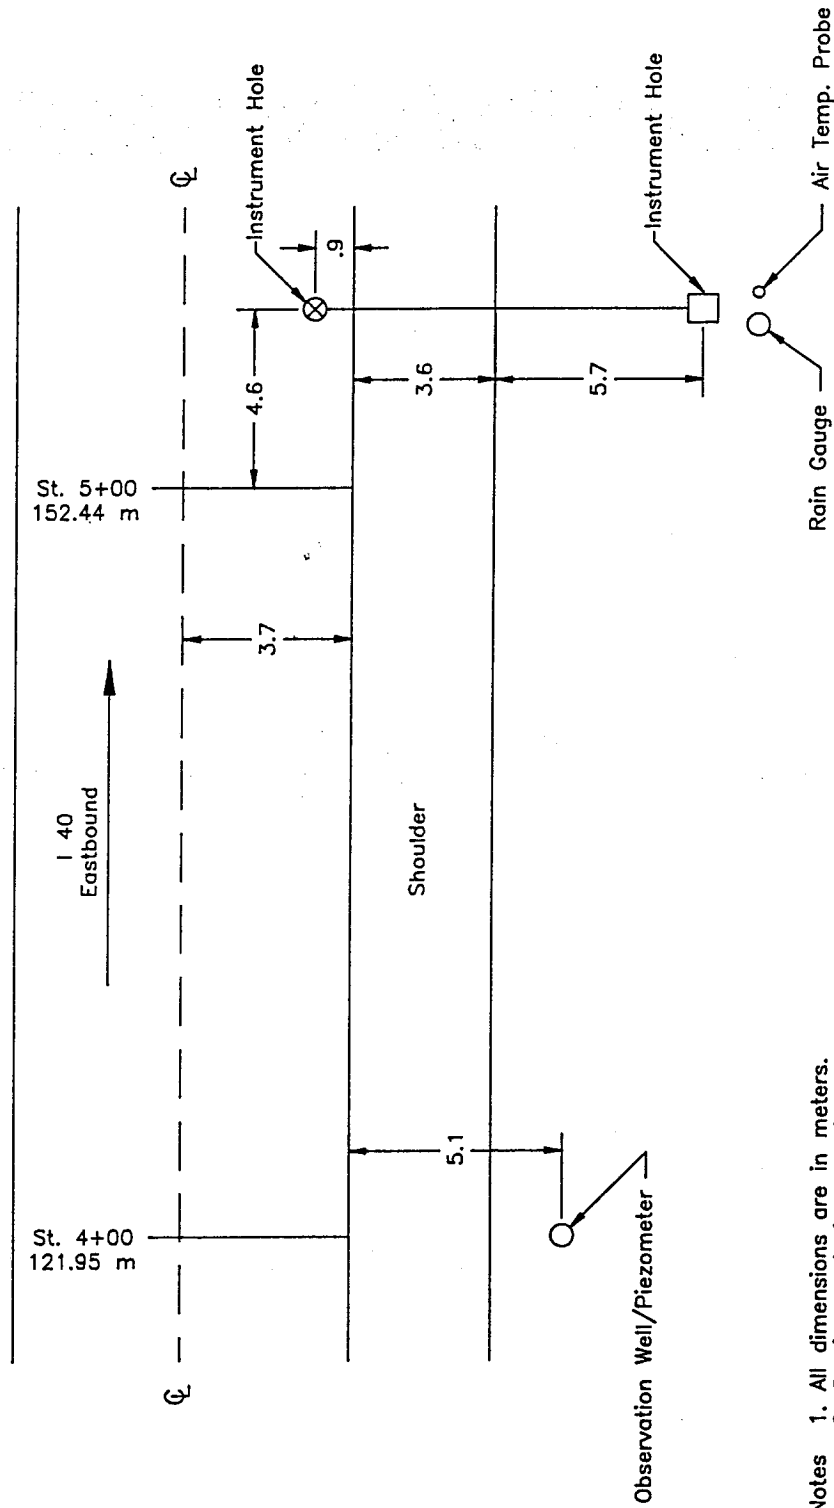 I 40
Eastbound
St. 4+00
121.95 m
St. 5+00
152.44 m
℄
℄
3.7
4.6
.9
Instrument Hole
Shoulder
3.6
5.7
5.1
Observation Well/Piezometer
Instrument Hole
Rain Gauge
Air Temp. Probe
Notes 1. All dimensions are in meters.